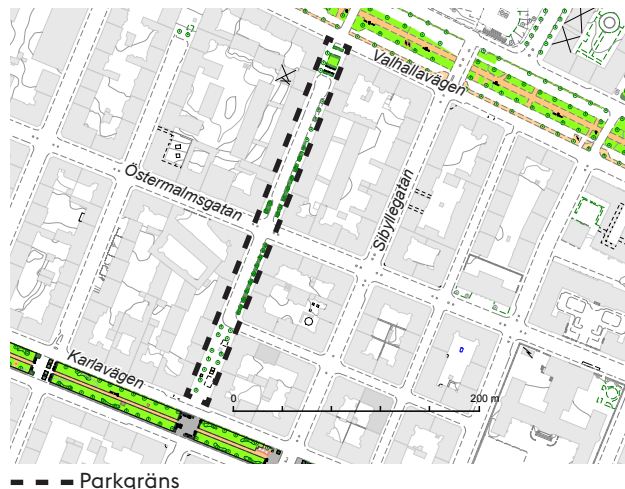 Valhallavägen
Östermalmsgatan
Sibyllegatan
Karlavägen
0 200 m
Parkgräns